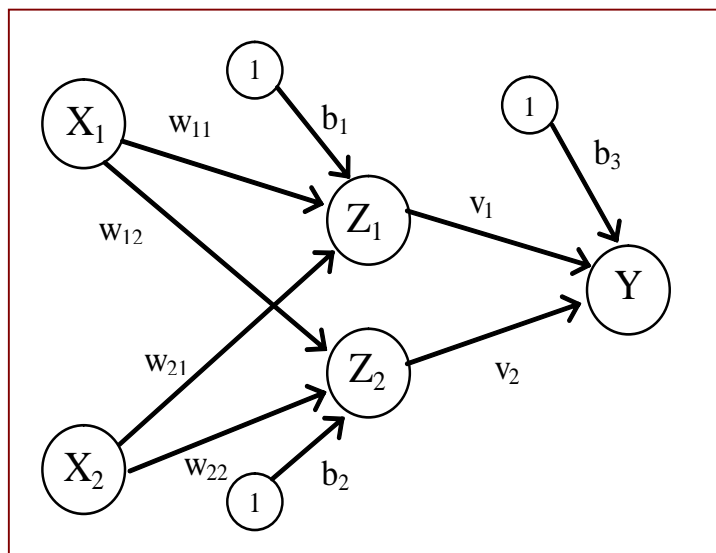 1
1
X₁
w₁₁
b₁
b₃
Z₁
v₁
w₁₂
Y
w₂₁
Z₂
v₂
X₂
w₂₂
b₂
1